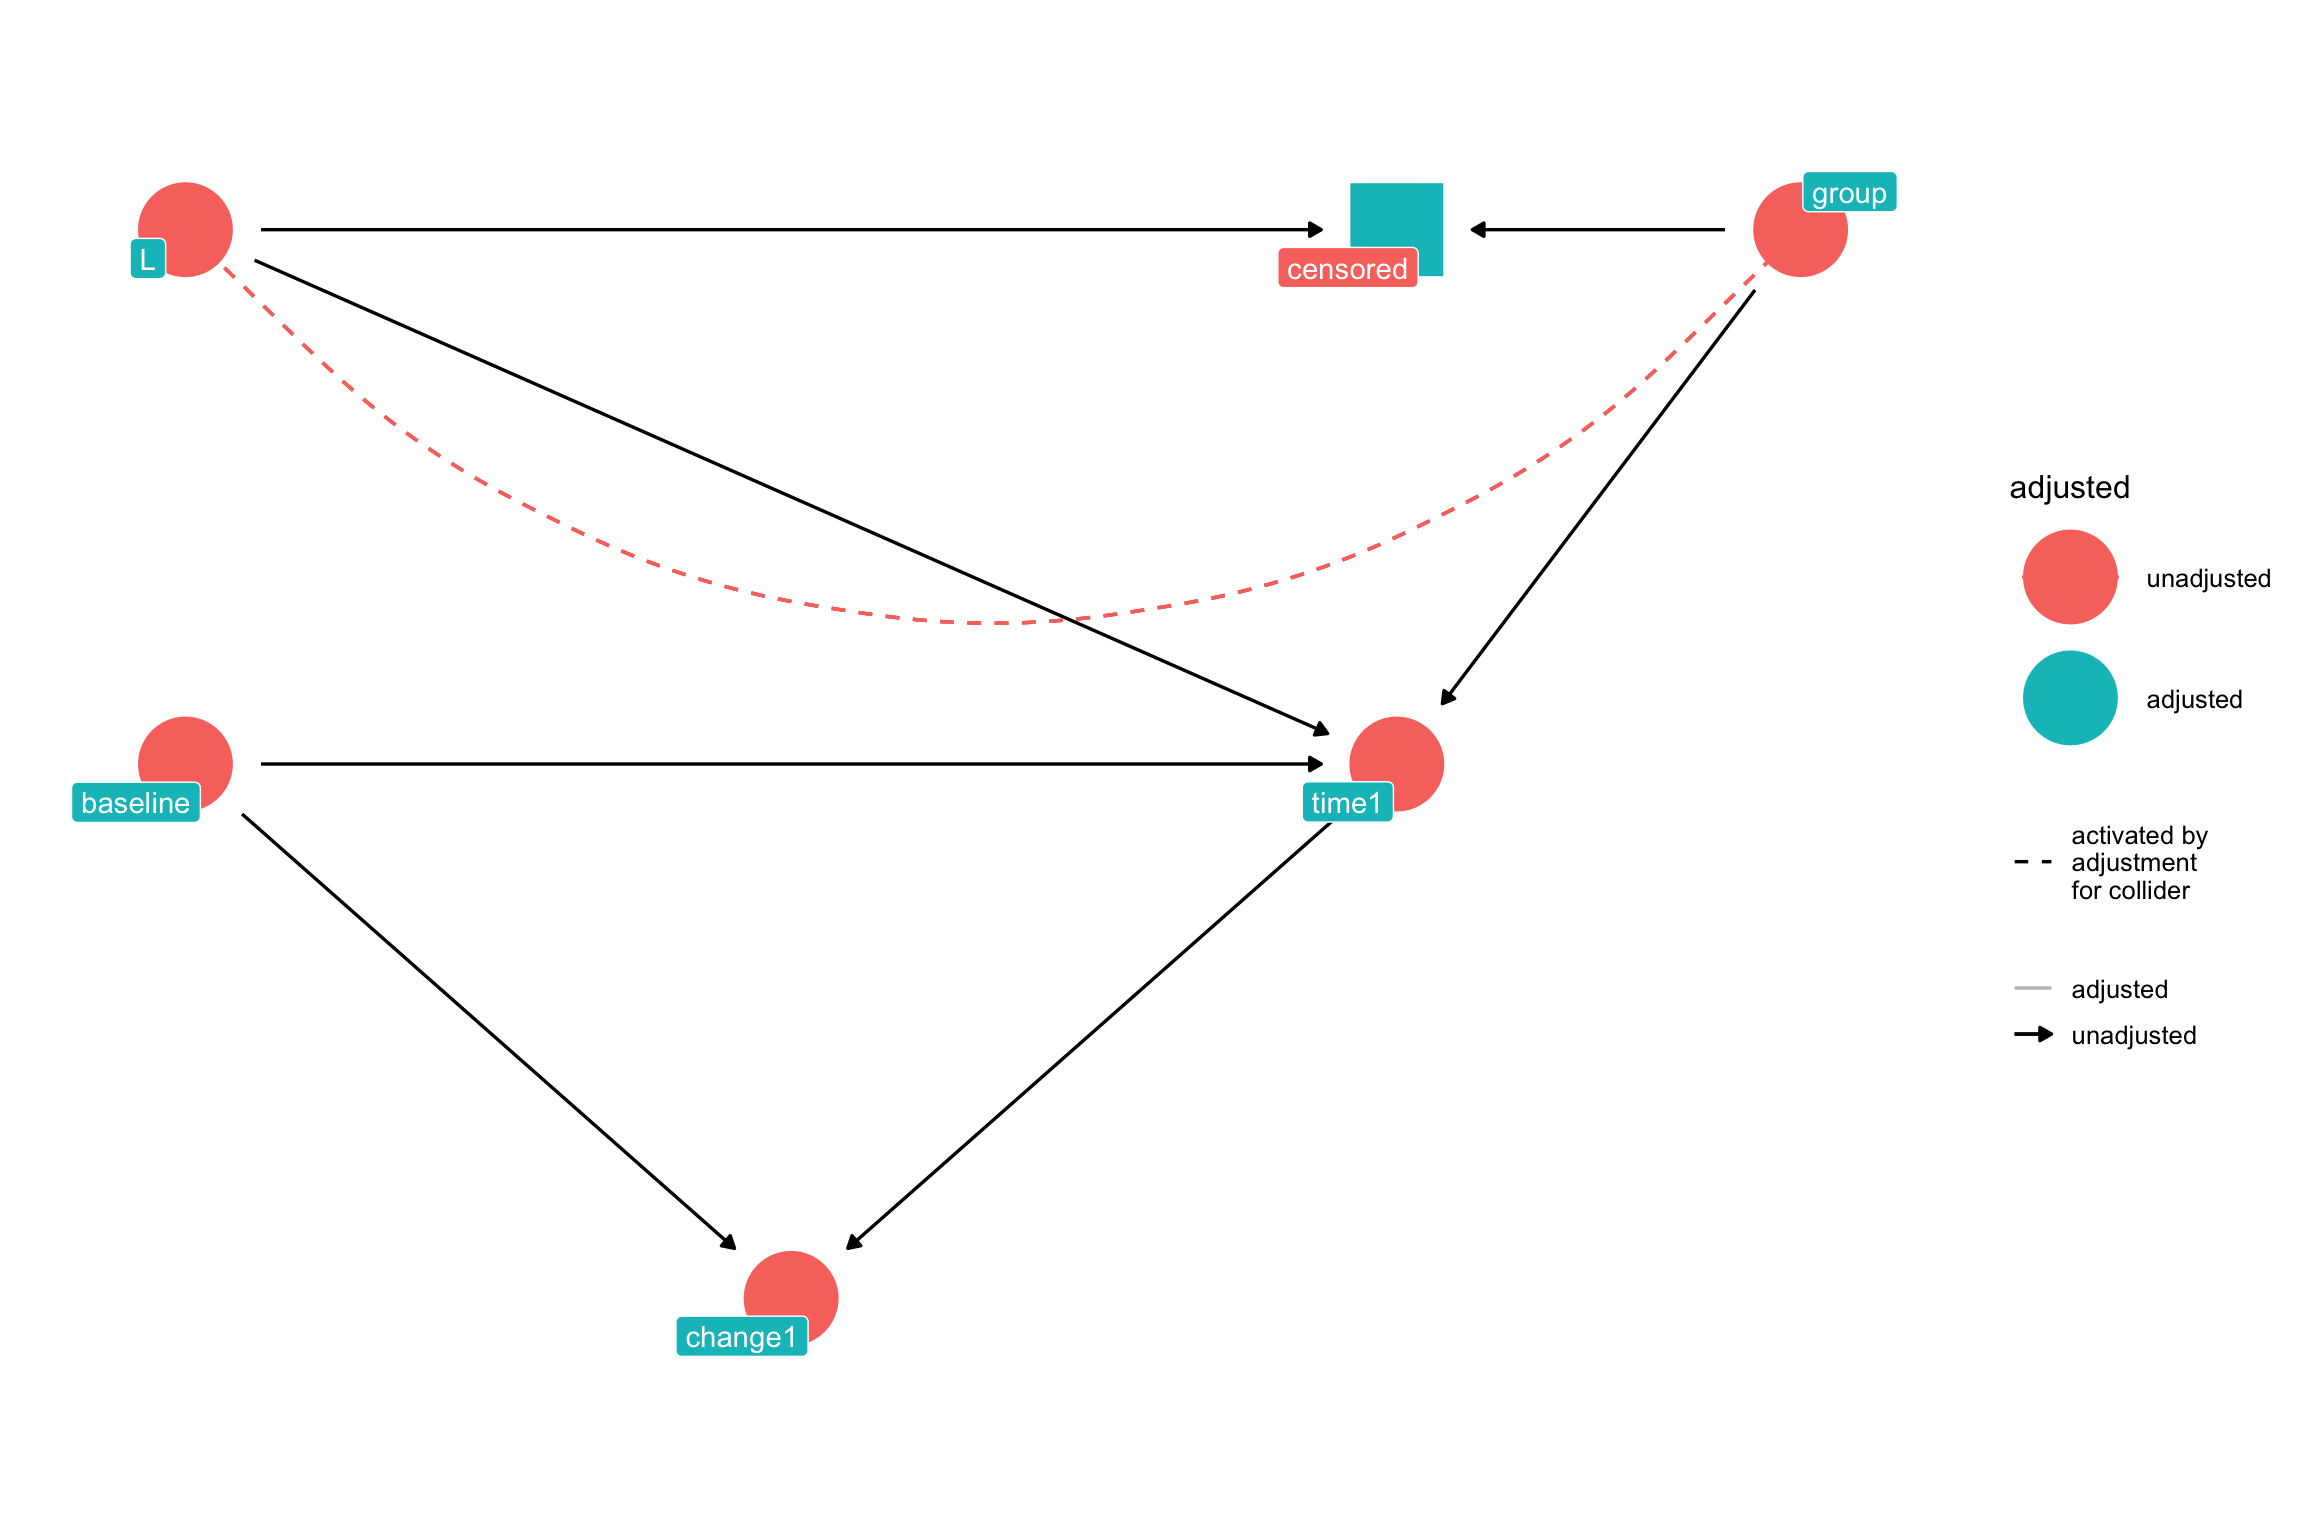 group
L
censored
adjusted
unadjusted
adjusted
baseline
time1
activated by
adjustment
for collider
adjusted
unadjusted
change1